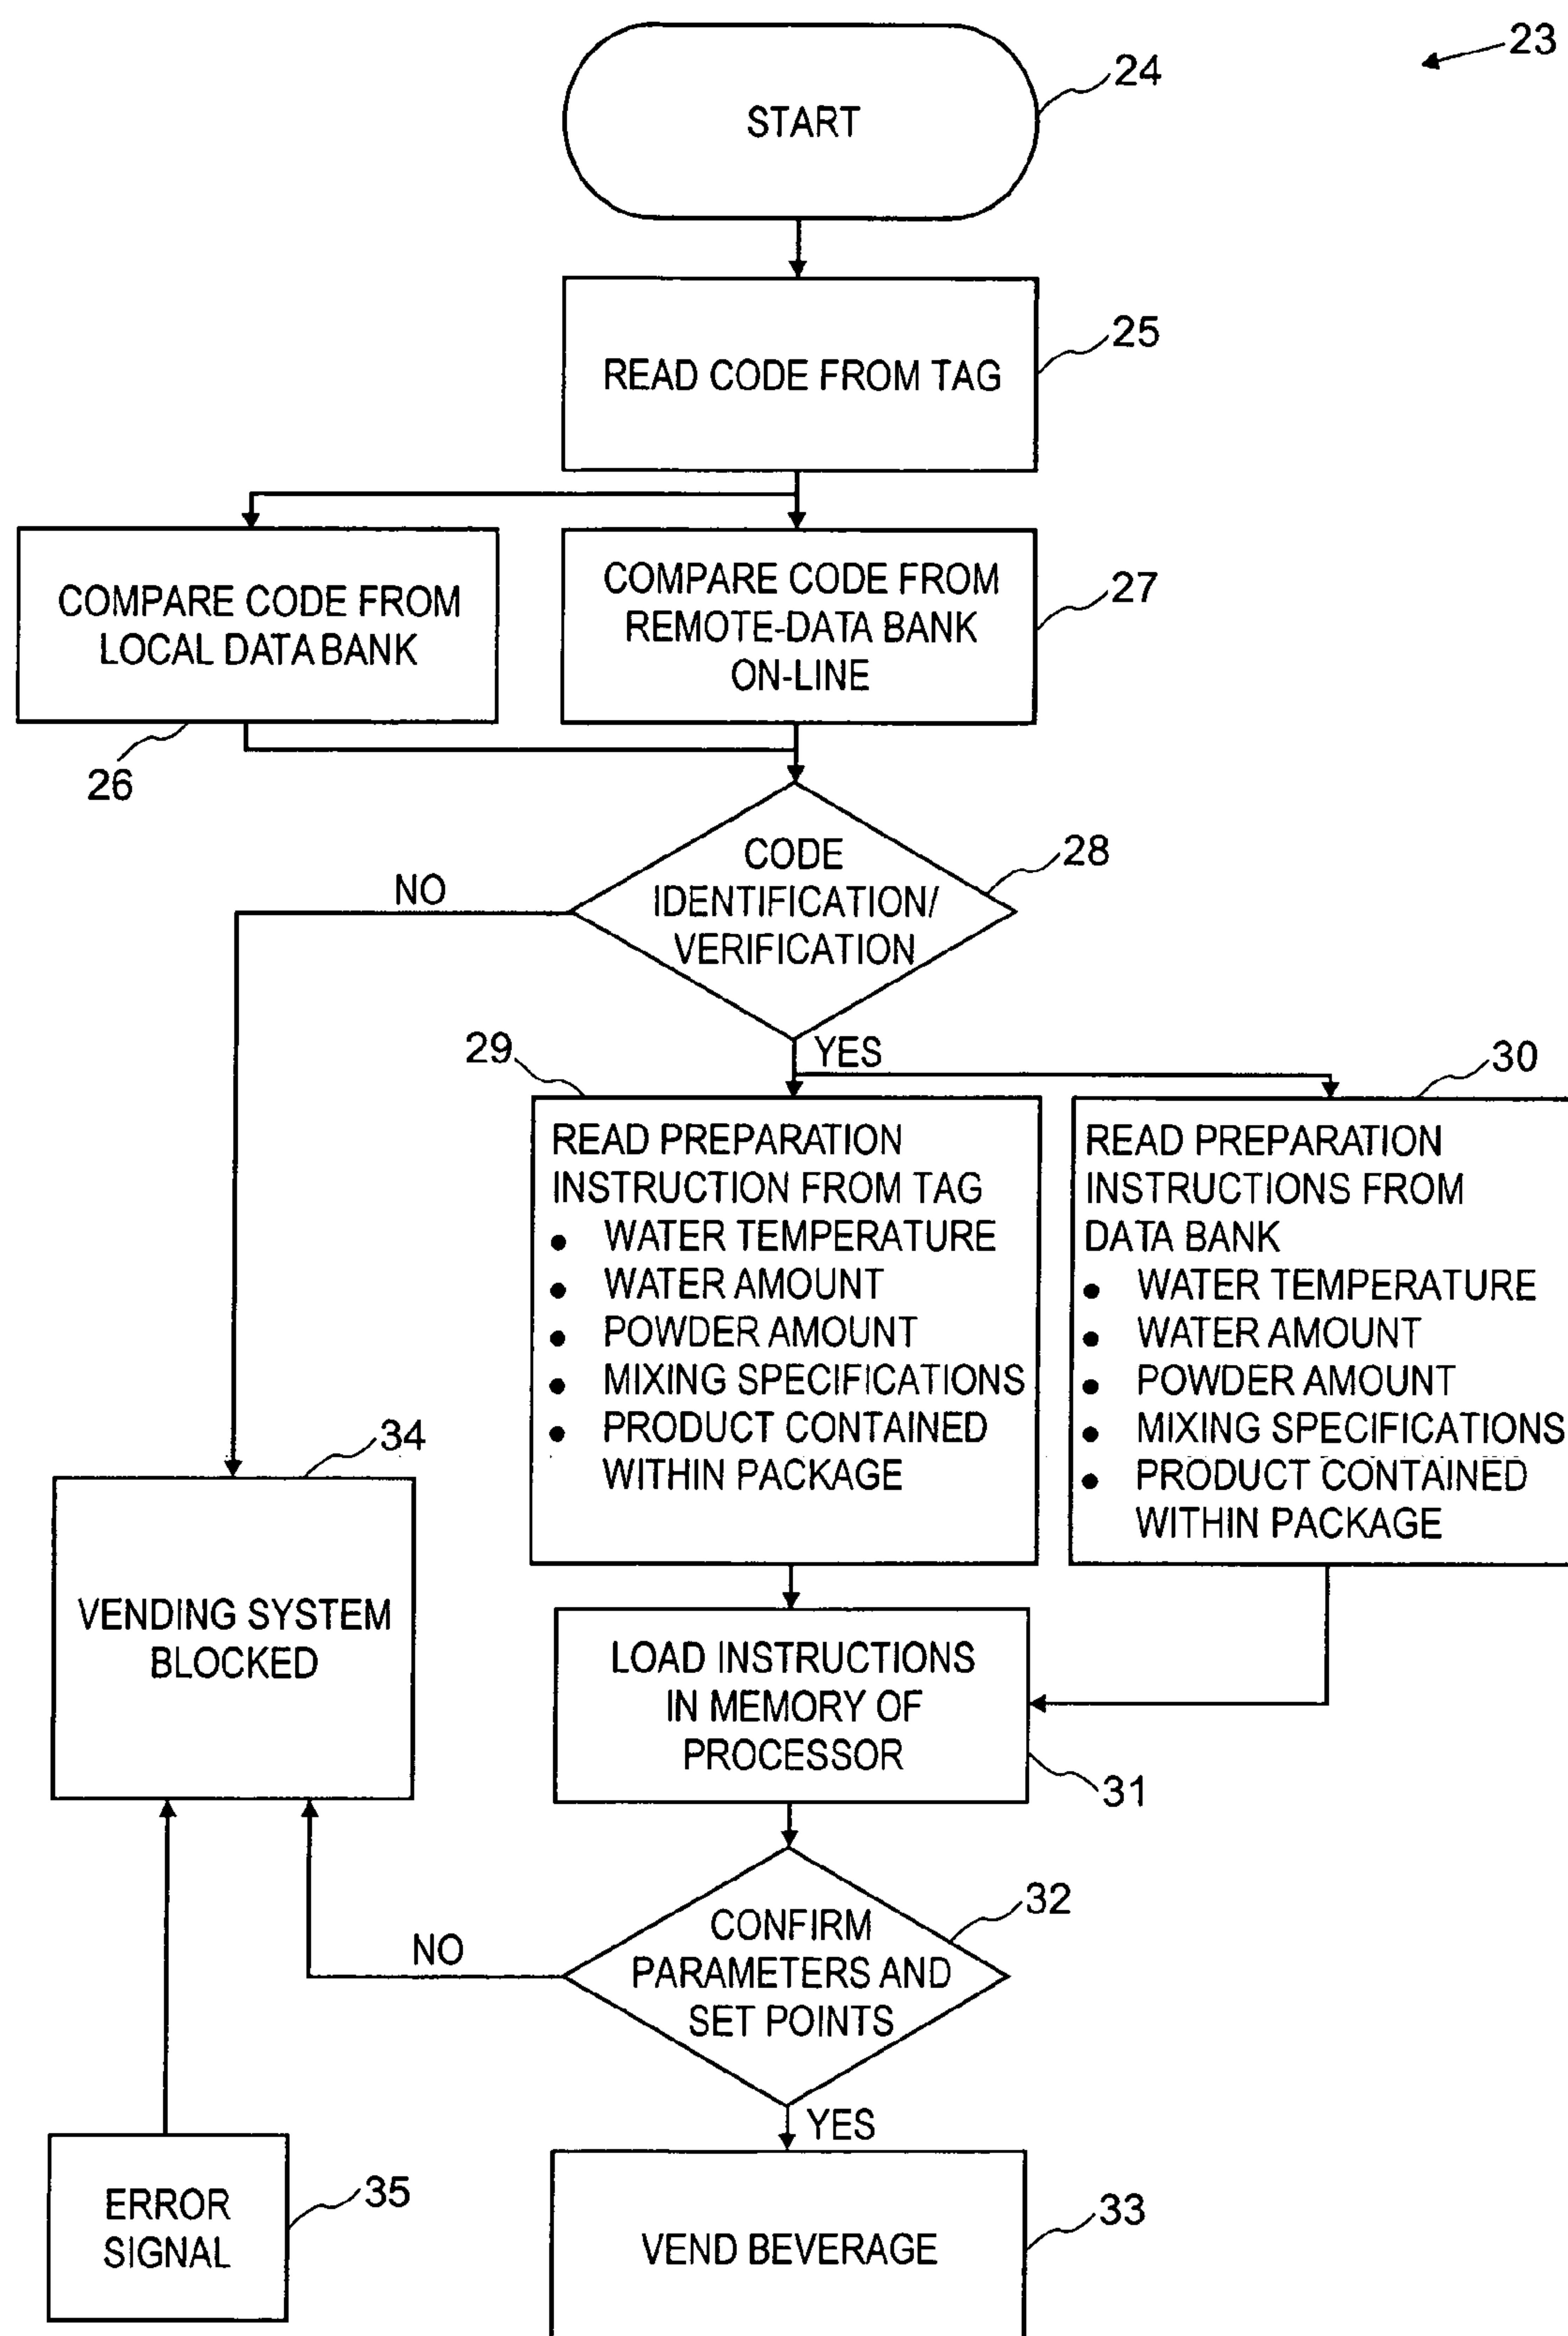 23
24
START
25
READ CODE FROM TAG
COMPARE CODE FROM
LOCAL DATA BANK
26
COMPARE CODE FROM
REMOTE-DATA BANK
ON-LINE
27
CODE
IDENTIFICATION/
VERIFICATION
28
NO
YES
29
READ PREPARATION
INSTRUCTION FROM TAG
• WATER TEMPERATURE
• WATER AMOUNT
• POWDER AMOUNT
• MIXING SPECIFICATIONS
• PRODUCT CONTAINED
WITHIN PACKAGE
30
READ PREPARATION
INSTRUCTIONS FROM
DATA BANK
• WATER TEMPERATURE
• WATER AMOUNT
• POWDER AMOUNT
• MIXING SPECIFICATIONS
• PRODUCT CONTAINED
WITHIN PACKAGE
34
VENDING SYSTEM
BLOCKED
LOAD INSTRUCTIONS
IN MEMORY OF
PROCESSOR
31
32
CONFIRM
PARAMETERS AND
SET POINTS
NO
YES
ERROR
SIGNAL
35
VEND BEVERAGE
33